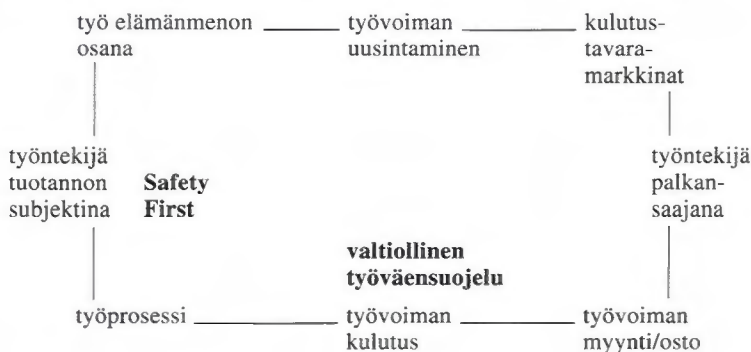 työ elämänmenon
osana
työvoiman
uusintaminen
kulutus-
tavara-
markkinat
työntekijä
tuotannon
subjektina
Safety
First
työntekijä
palkan-
saajana
valtiollinen
työväensuojelu
työprosessi
työvoiman
kulutus
työvoiman
myynti/osto